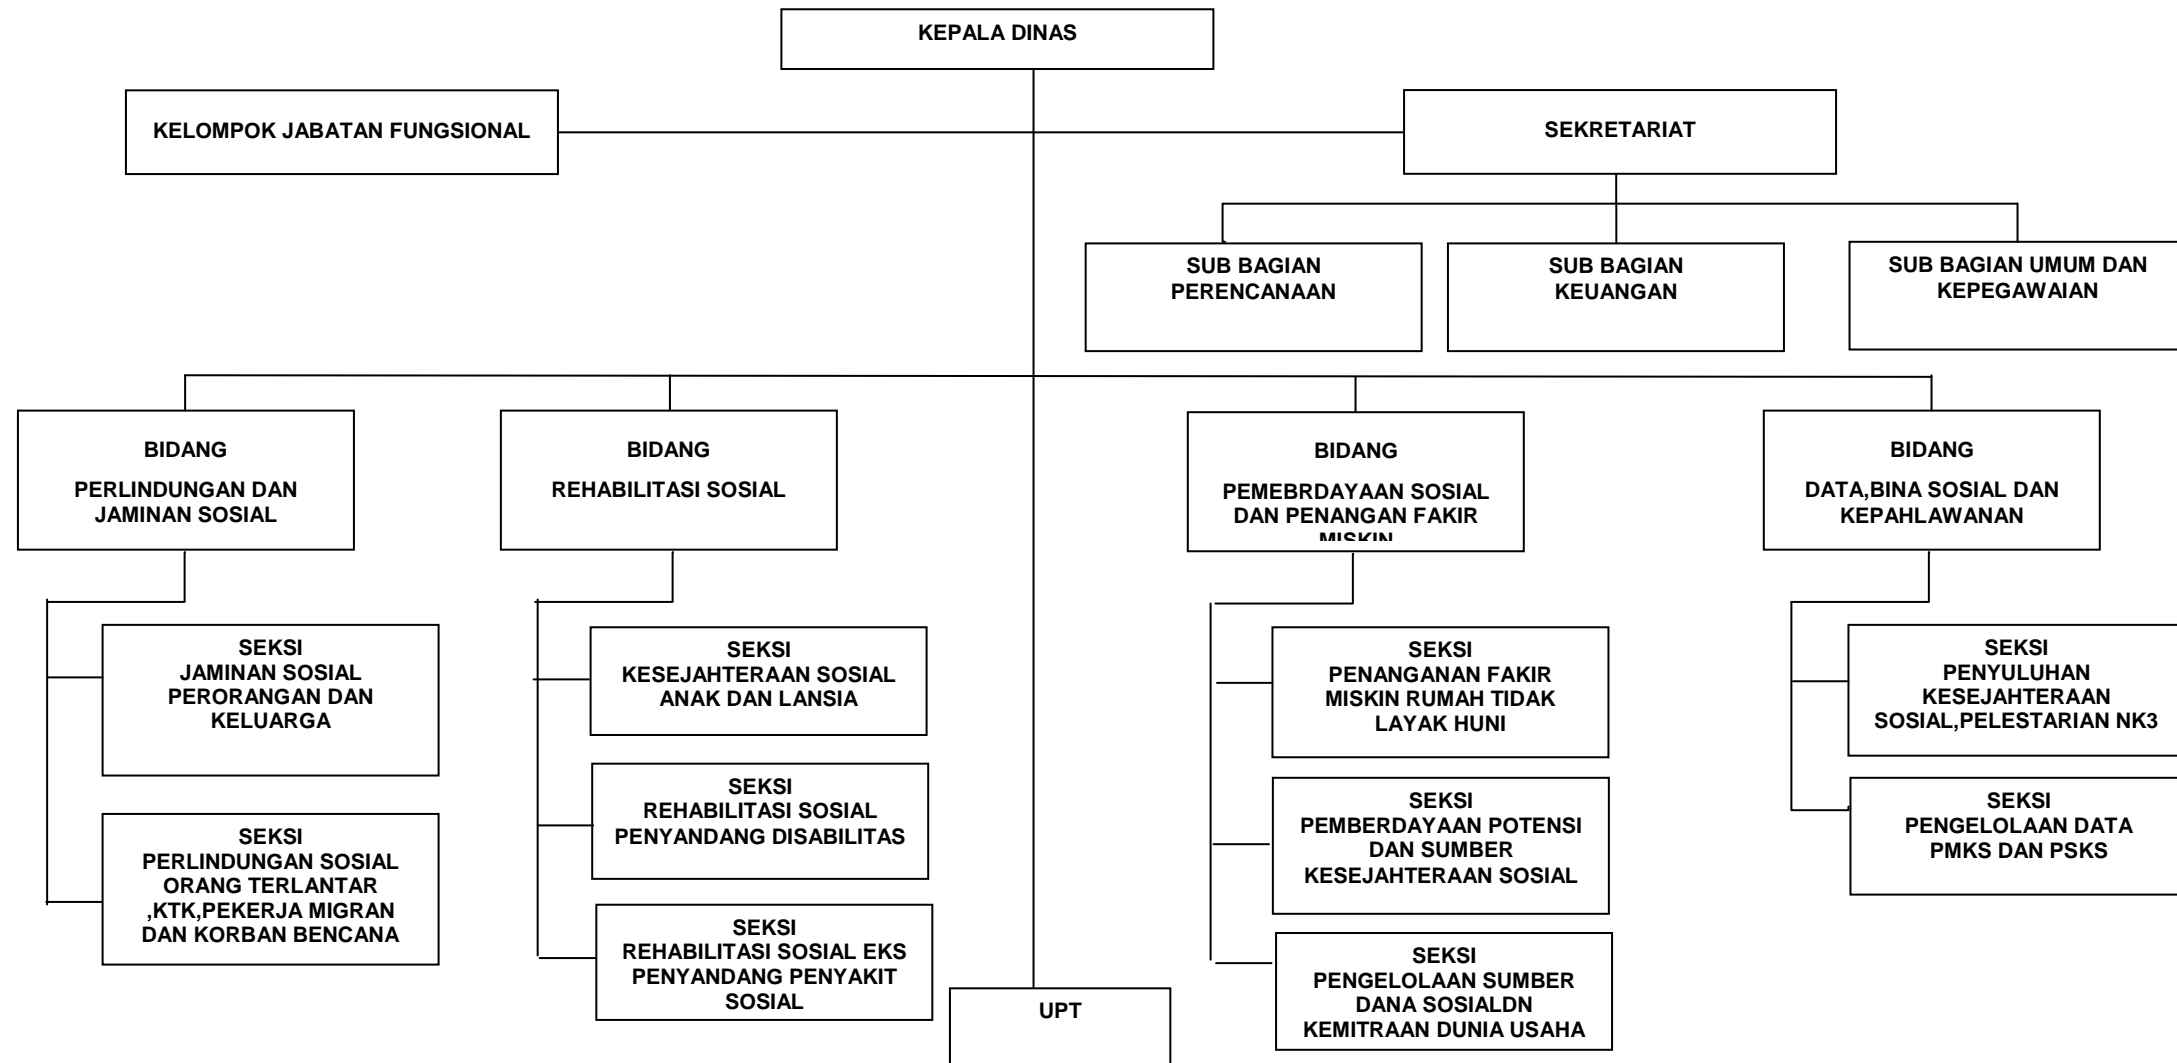 KEPALA DINAS
KELOMPOK JABATAN FUNGSIONAL
SEKRETARIAT
SUB BAGIAN
PERENCANAAN
SUB BAGIAN
KEUANGAN
SUB BAGIAN UMUM DAN
KEPEGAWAIAN
BIDANG
PERLINDUNGAN DAN
JAMINAN SOSIAL
BIDANG
REHABILITASI SOSIAL
BIDANG
PEMEBRDAYAAN SOSIAL
DAN PENANGAN FAKIR
MISKIN
BIDANG
DATA,BINA SOSIAL DAN
KEPAHLAWANAN
SEKSI
JAMINAN SOSIAL
PERORANGAN DAN
KELUARGA
SEKSI
PERLINDUNGAN SOSIAL
ORANG TERLANTAR
,KTK,PEKERJA MIGRAN
DAN KORBAN BENCANA
SEKSI
KESEJAHTERAAN SOSIAL
ANAK DAN LANSIA
SEKSI
REHABILITASI SOSIAL
PENYANDANG DISABILITAS
SEKSI
REHABILITASI SOSIAL EKS
PENYANDANG PENYAKIT
SOSIAL
SEKSI
PENANGANAN FAKIR
MISKIN RUMAH TIDAK
LAYAK HUNI
SEKSI
PEMBERDAYAAN POTENSI
DAN SUMBER
KESEJAHTERAAN SOSIAL
SEKSI
PENGELOLAAN SUMBER
DANA SOSIALDN
KEMITRAAN DUNIA USAHA
SEKSI
PENYULUHAN
KESEJAHTERAAN
SOSIAL,PELESTARIAN NK3
SEKSI
PENGELOLAAN DATA
PMKS DAN PSKS
UPT